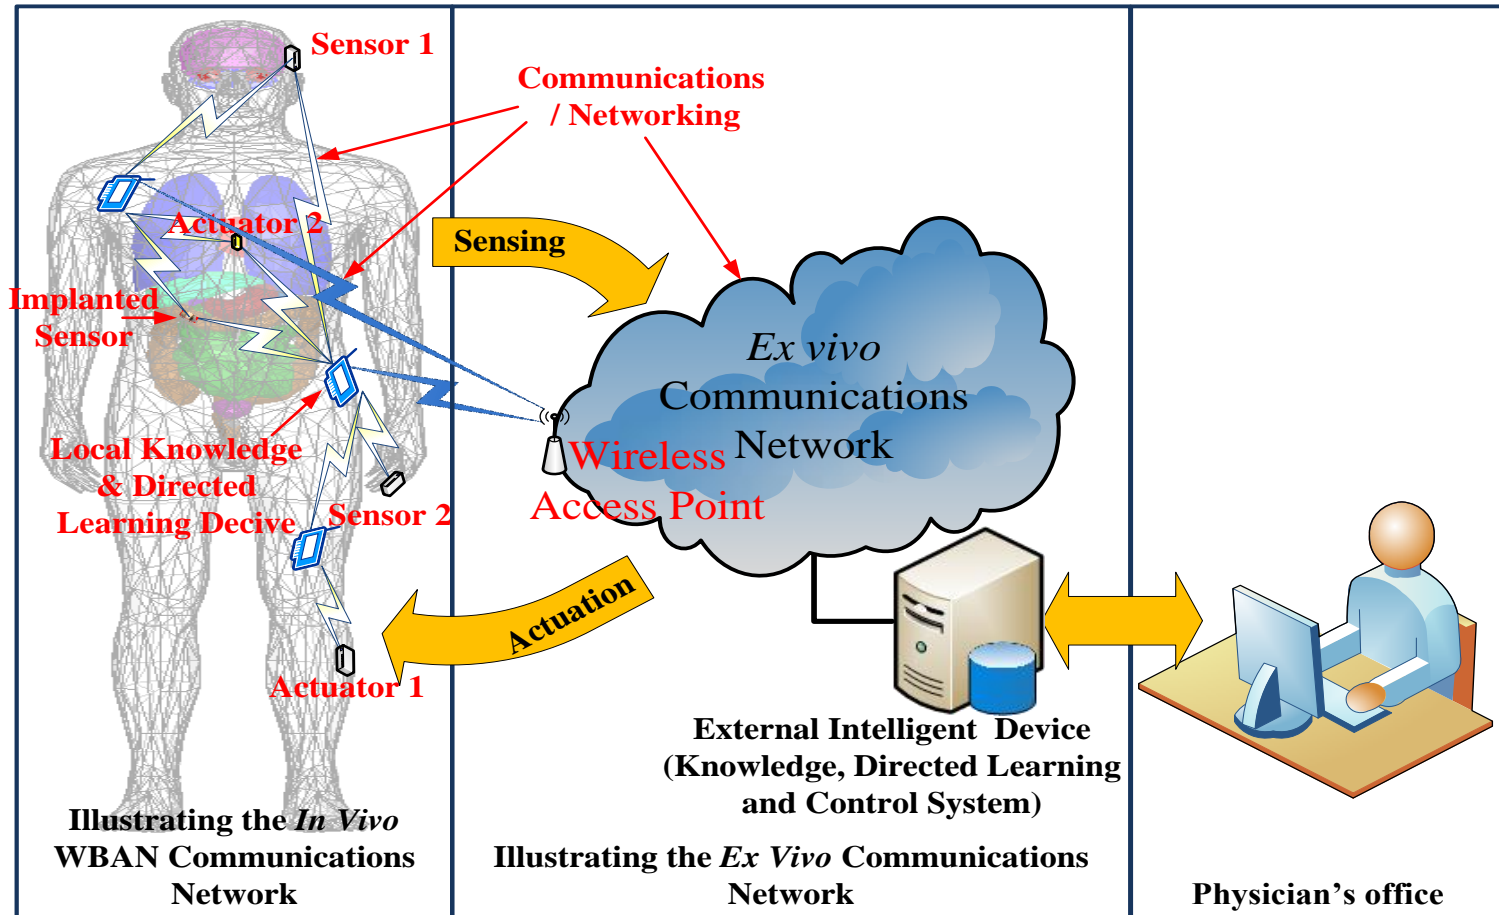 Sensor 1
Communications
/ Networking
Actuator 2
Sensing
Implanted
Sensor
Ex vivo
Communications
Network
Wireless
Access Point
Local Knowledge
& Directed
Learning Decive
Sensor 2
Actuation
Actuator 1
External Intelligent Device
(Knowledge, Directed Learning
and Control System)
Illustrating the In Vivo
WBAN Communications
Network
Illustrating the Ex Vivo Communications
Network
Physician's office